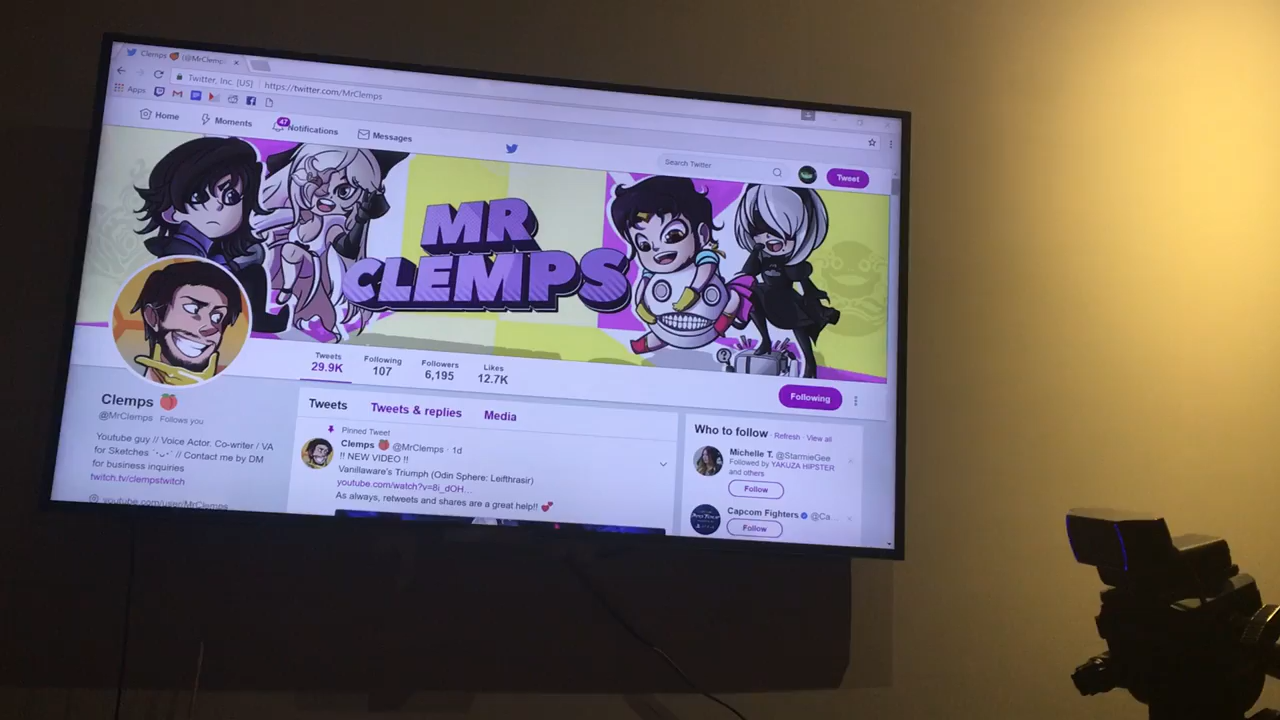 Clemps 🍑 (@MrClemps
Twitter, Inc. [US] https://twitter.com/MrClemps
Apps
Home Moments 47 Notifications Messages
Search Twitter
Tweet
MR
CLEMPS
Tweets 29.9K
Following 107
Followers 6,195
Likes 12.7K
Following
Clemps 🍑
@MrClemps Follows you
Youtube guy // Voice Actor. Co-writer / VA
for Sketches // Contact me by DM
for business inquiries
twitch.tv/clempstwitch
youtube.com/user/MrClemps
Tweets Tweets & replies Media
Pinned Tweet
Clemps 🍑 @MrClemps · 1d
!! NEW VIDEO !!
Vanillaware's Triumph (Odin Sphere: Leifthrasir)
youtube.com/watch?v=8i_dOH…
As always, retweets and shares are a great help!! 💕
Who to follow · Refresh · View all
Michelle T. @StarmieGee
Followed by YAKUZA HIPSTER
and others
Follow
Capcom Fighters @Ca…
Follow